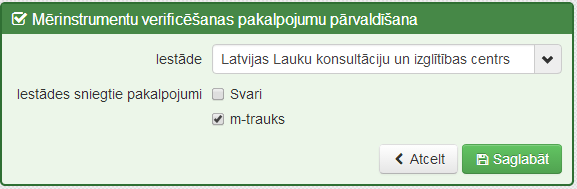 Mērinstrumentu verificēšanas pakalpojumu pārvaldīšana
Iestāde Latvijas Lauku konsultāciju un izglītības centrs
Iestādes sniegtie pakalpojumi Svari
m-trauks
Atcelt Saglabāt